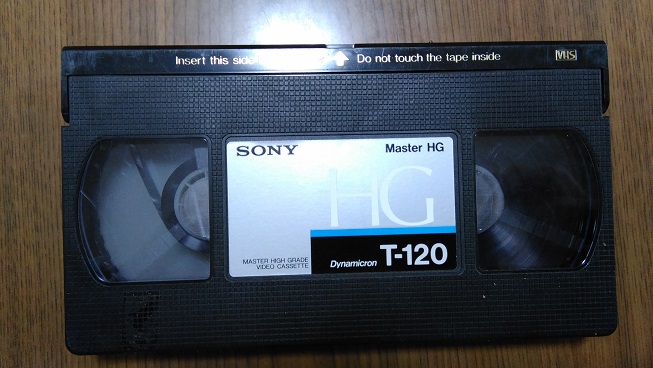 Insert this side Do not touch the tape inside
VHS
SONY
Master HG
HG
MASTER HIGH GRADE
VIDEO CASSETTE
Dynamicron T-120